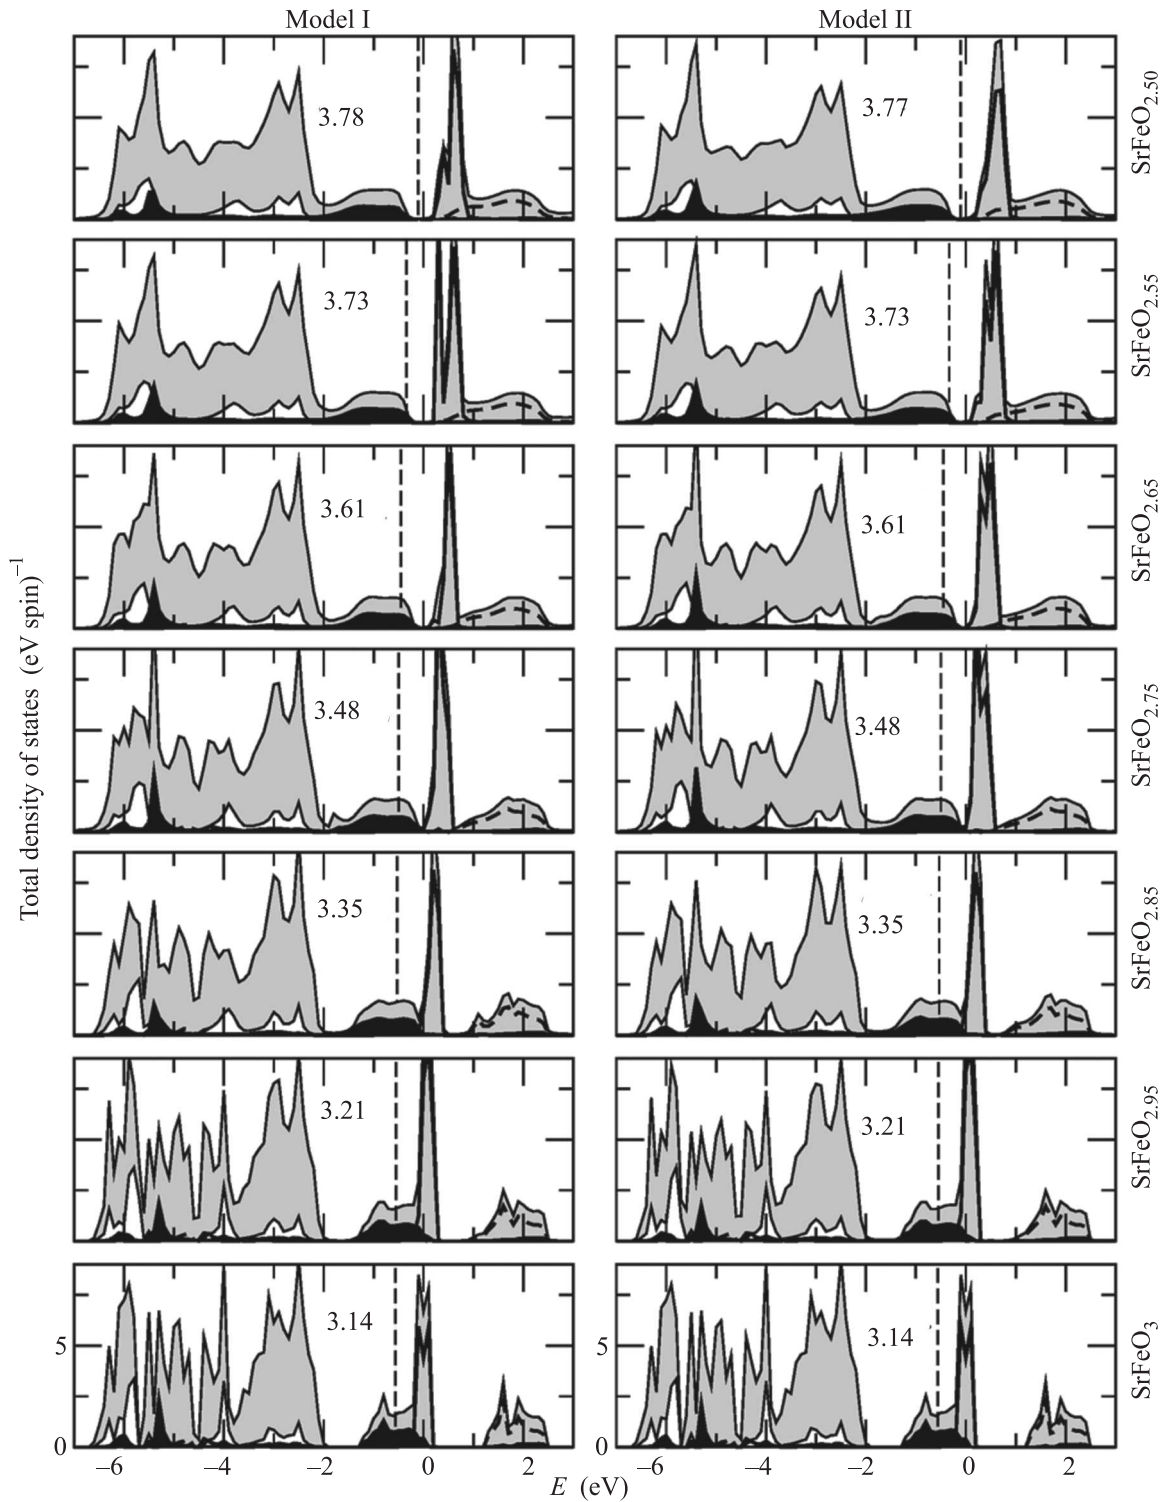 Model I
Model II
3.78
3.77
SrFeO2.50
3.73
3.73
SrFeO2.55
3.61
3.61
SrFeO2.65
3.48
3.48
SrFeO2.75
3.35
3.35
SrFeO2.85
3.21
3.21
SrFeO2.95
3.14
3.14
SrFeO3
Total density of states (eV spin)−1
5
0
5
0
−6 −4 −2 0 2
−6 −4 −2 0 2
E (eV)